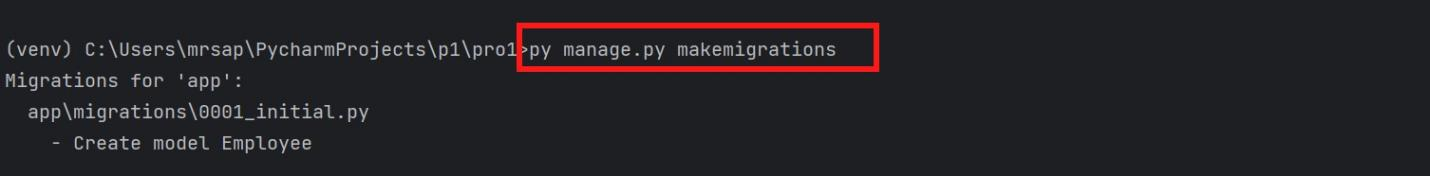 (venv) C:\Users\mrsap\PycharmProjects\p1\pro1>py manage.py makemigrations
Migrations for 'app':
  app\migrations\0001_initial.py
    - Create model Employee